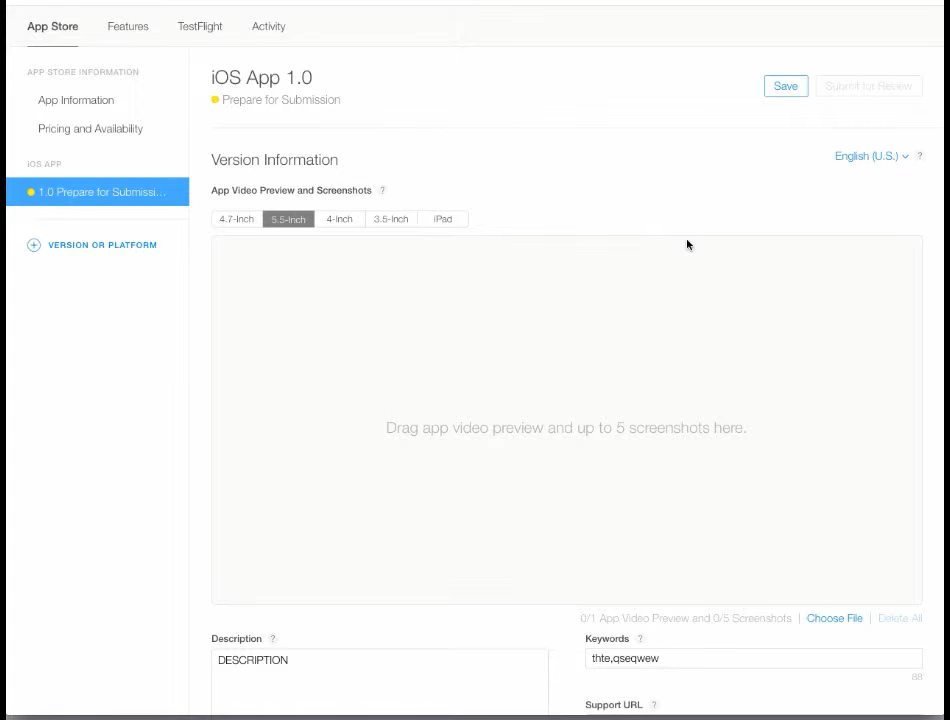 App Store Features TestFlight Activity
APP STORE INFORMATION
App Information
Pricing and Availability
IOS APP
1.0 Prepare for Submissi...
+ VERSION OR PLATFORM
iOS App 1.0
Prepare for Submission
Save Submit for Review
Version Information
English (U.S.) ?
App Video Preview and Screenshots ?
4.7-Inch 5.5-Inch 4-Inch 3.5-Inch iPad
Drag app video preview and up to 5 screenshots here.
0/1 App Video Preview and 0/5 Screenshots | Choose File | Delete All
Description ?
DESCRIPTION
Keywords ?
thte,qseqwew
88
Support URL ?